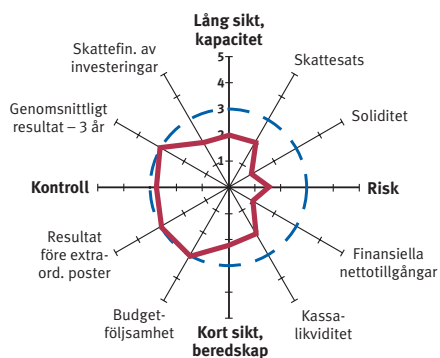 Lång sikt,
kapacitet
Skattefin. av
investeringar
Skattesats
Genomsnittligt
resultat – 3 år
Soliditet
5
4
3
2
1
Kontroll
Risk
Resultat
före extra-
ord. poster
Finansiella
nettotillgångar
Budget-
följsamhet
Kassa-
likviditet
Kort sikt,
beredskap